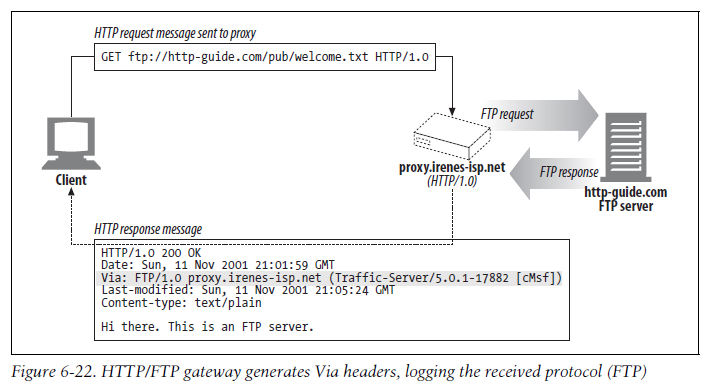 HTTP request message sent to proxy
GET ftp://http-guide.com/pub/welcome.txt HTTP/1.0
FTP request
Client
proxy.irenes-isp.net
(HTTP/1.0)
FTP response
http-guide.com
FTP server
HTTP response message
HTTP/1.0 200 OK
Date: Sun, 11 Nov 2001 21:01:59 GMT
Via: FTP/1.0 proxy.irenes-isp.net (Traffic-Server/5.0.1-17882 [cMsf])
Last-modified: Sun, 11 Nov 2001 21:05:24 GMT
Content-type: text/plain
Hi there. This is an FTP server.
Figure 6-22. HTTP/FTP gateway generates Via headers, logging the received protocol (FTP)